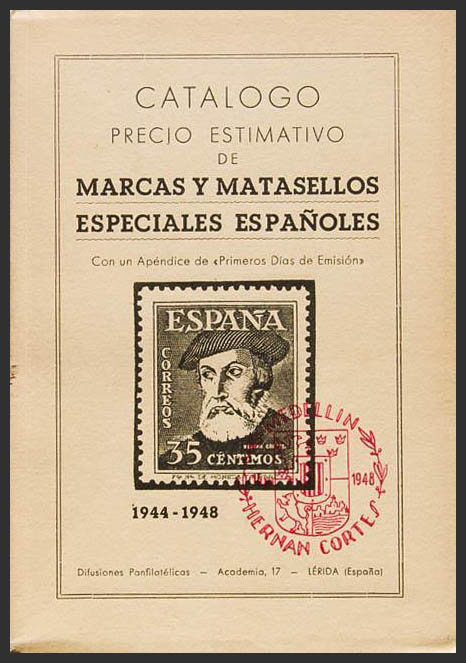 CATALOGO
PRECIO ESTIMATIVO
DE
MARCAS Y MATASELLOS
ESPECIALES ESPAÑOLES
Con un Apéndice de «Primeros Días de Emisión»
ESPAÑA
CORREOS
35 CENTIMOS
MEDELLIN
1948
HERNAN CORTES
1944-1948
Difusiones Panfilatélicas — Academia, 17 — LÉRIDA (España)